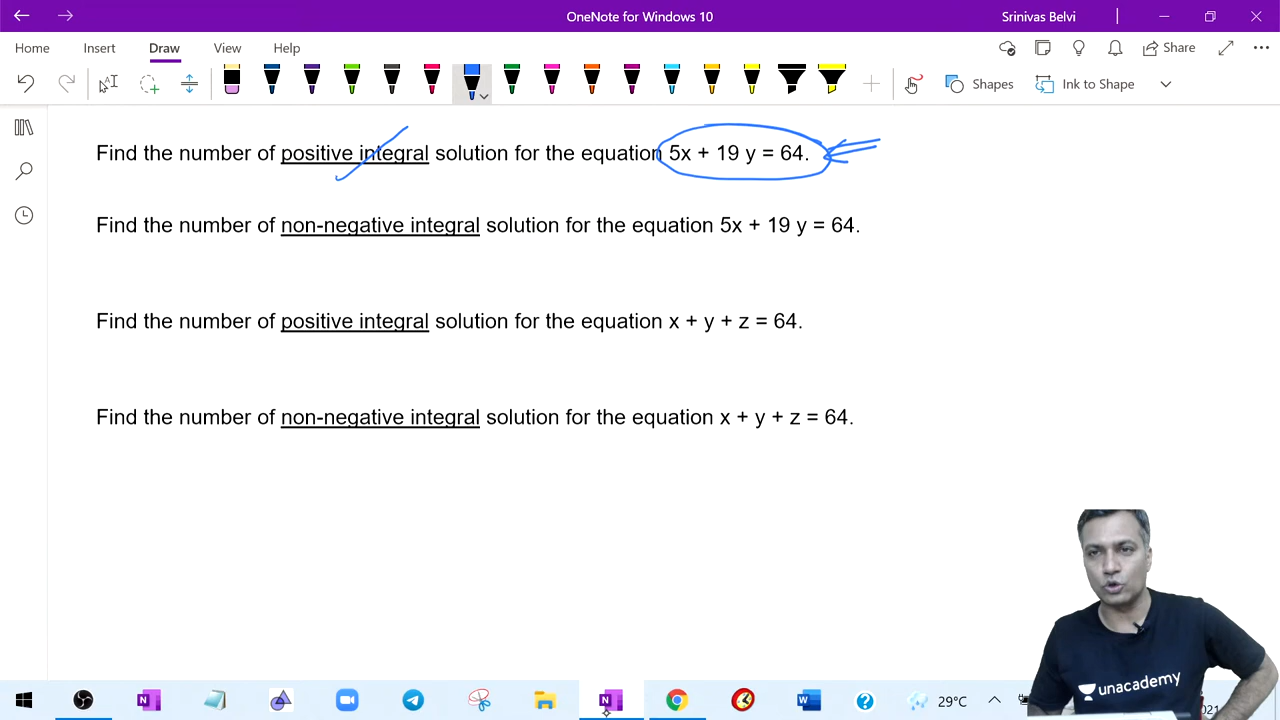 OneNote for Windows 10
Srinivas Belvi
Home Insert Draw View Help
Share
Shapes
Ink to Shape
Find the number of positive integral solution for the equation 5x + 19 y = 64.
Find the number of non-negative integral solution for the equation 5x + 19 y = 64.
Find the number of positive integral solution for the equation x + y + z = 64.
Find the number of non-negative integral solution for the equation x + y + z = 64.
unacademy
29°C